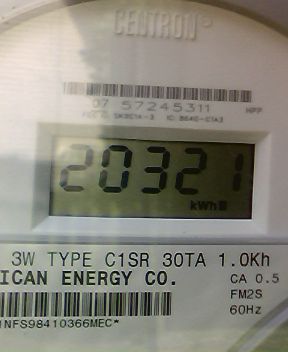 CENTRON®
07 57245311 HPP
20321
kWh
3W TYPE C1SR 30TA 1.0Kh
ICAN ENERGY CO. CA 0.5
FM2S
60Hz
INFS98410366MEC*